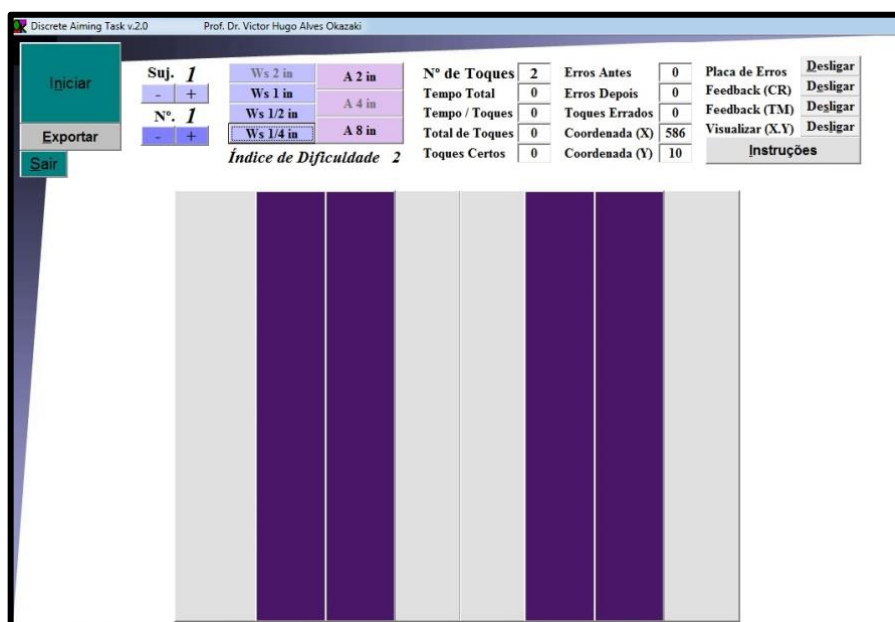 Discrete Aiming Task v.2.0 Prof. Dr. Victor Hugo Alves Okazaki
Iniciar
Exportar
Sair
Suj. 1
- +
Nº. 1
- +
Ws 2 in
Ws 1 in
Ws 1/2 in
Ws 1/4 in
A 2 in
A 4 in
A 8 in
Índice de Dificuldade 2
Nº de Toques 2
Tempo Total 0
Tempo / Toques 0
Total de Toques 0
Toques Certos 0
Erros Antes 0
Erros Depois 0
Toques Errados 0
Coordenada (X) 586
Coordenada (Y) 10
Placa de Erros Desligar
Feedback (CR) Desligar
Feedback (TM) Desligar
Visualizar (X.Y) Desligar
Instruções